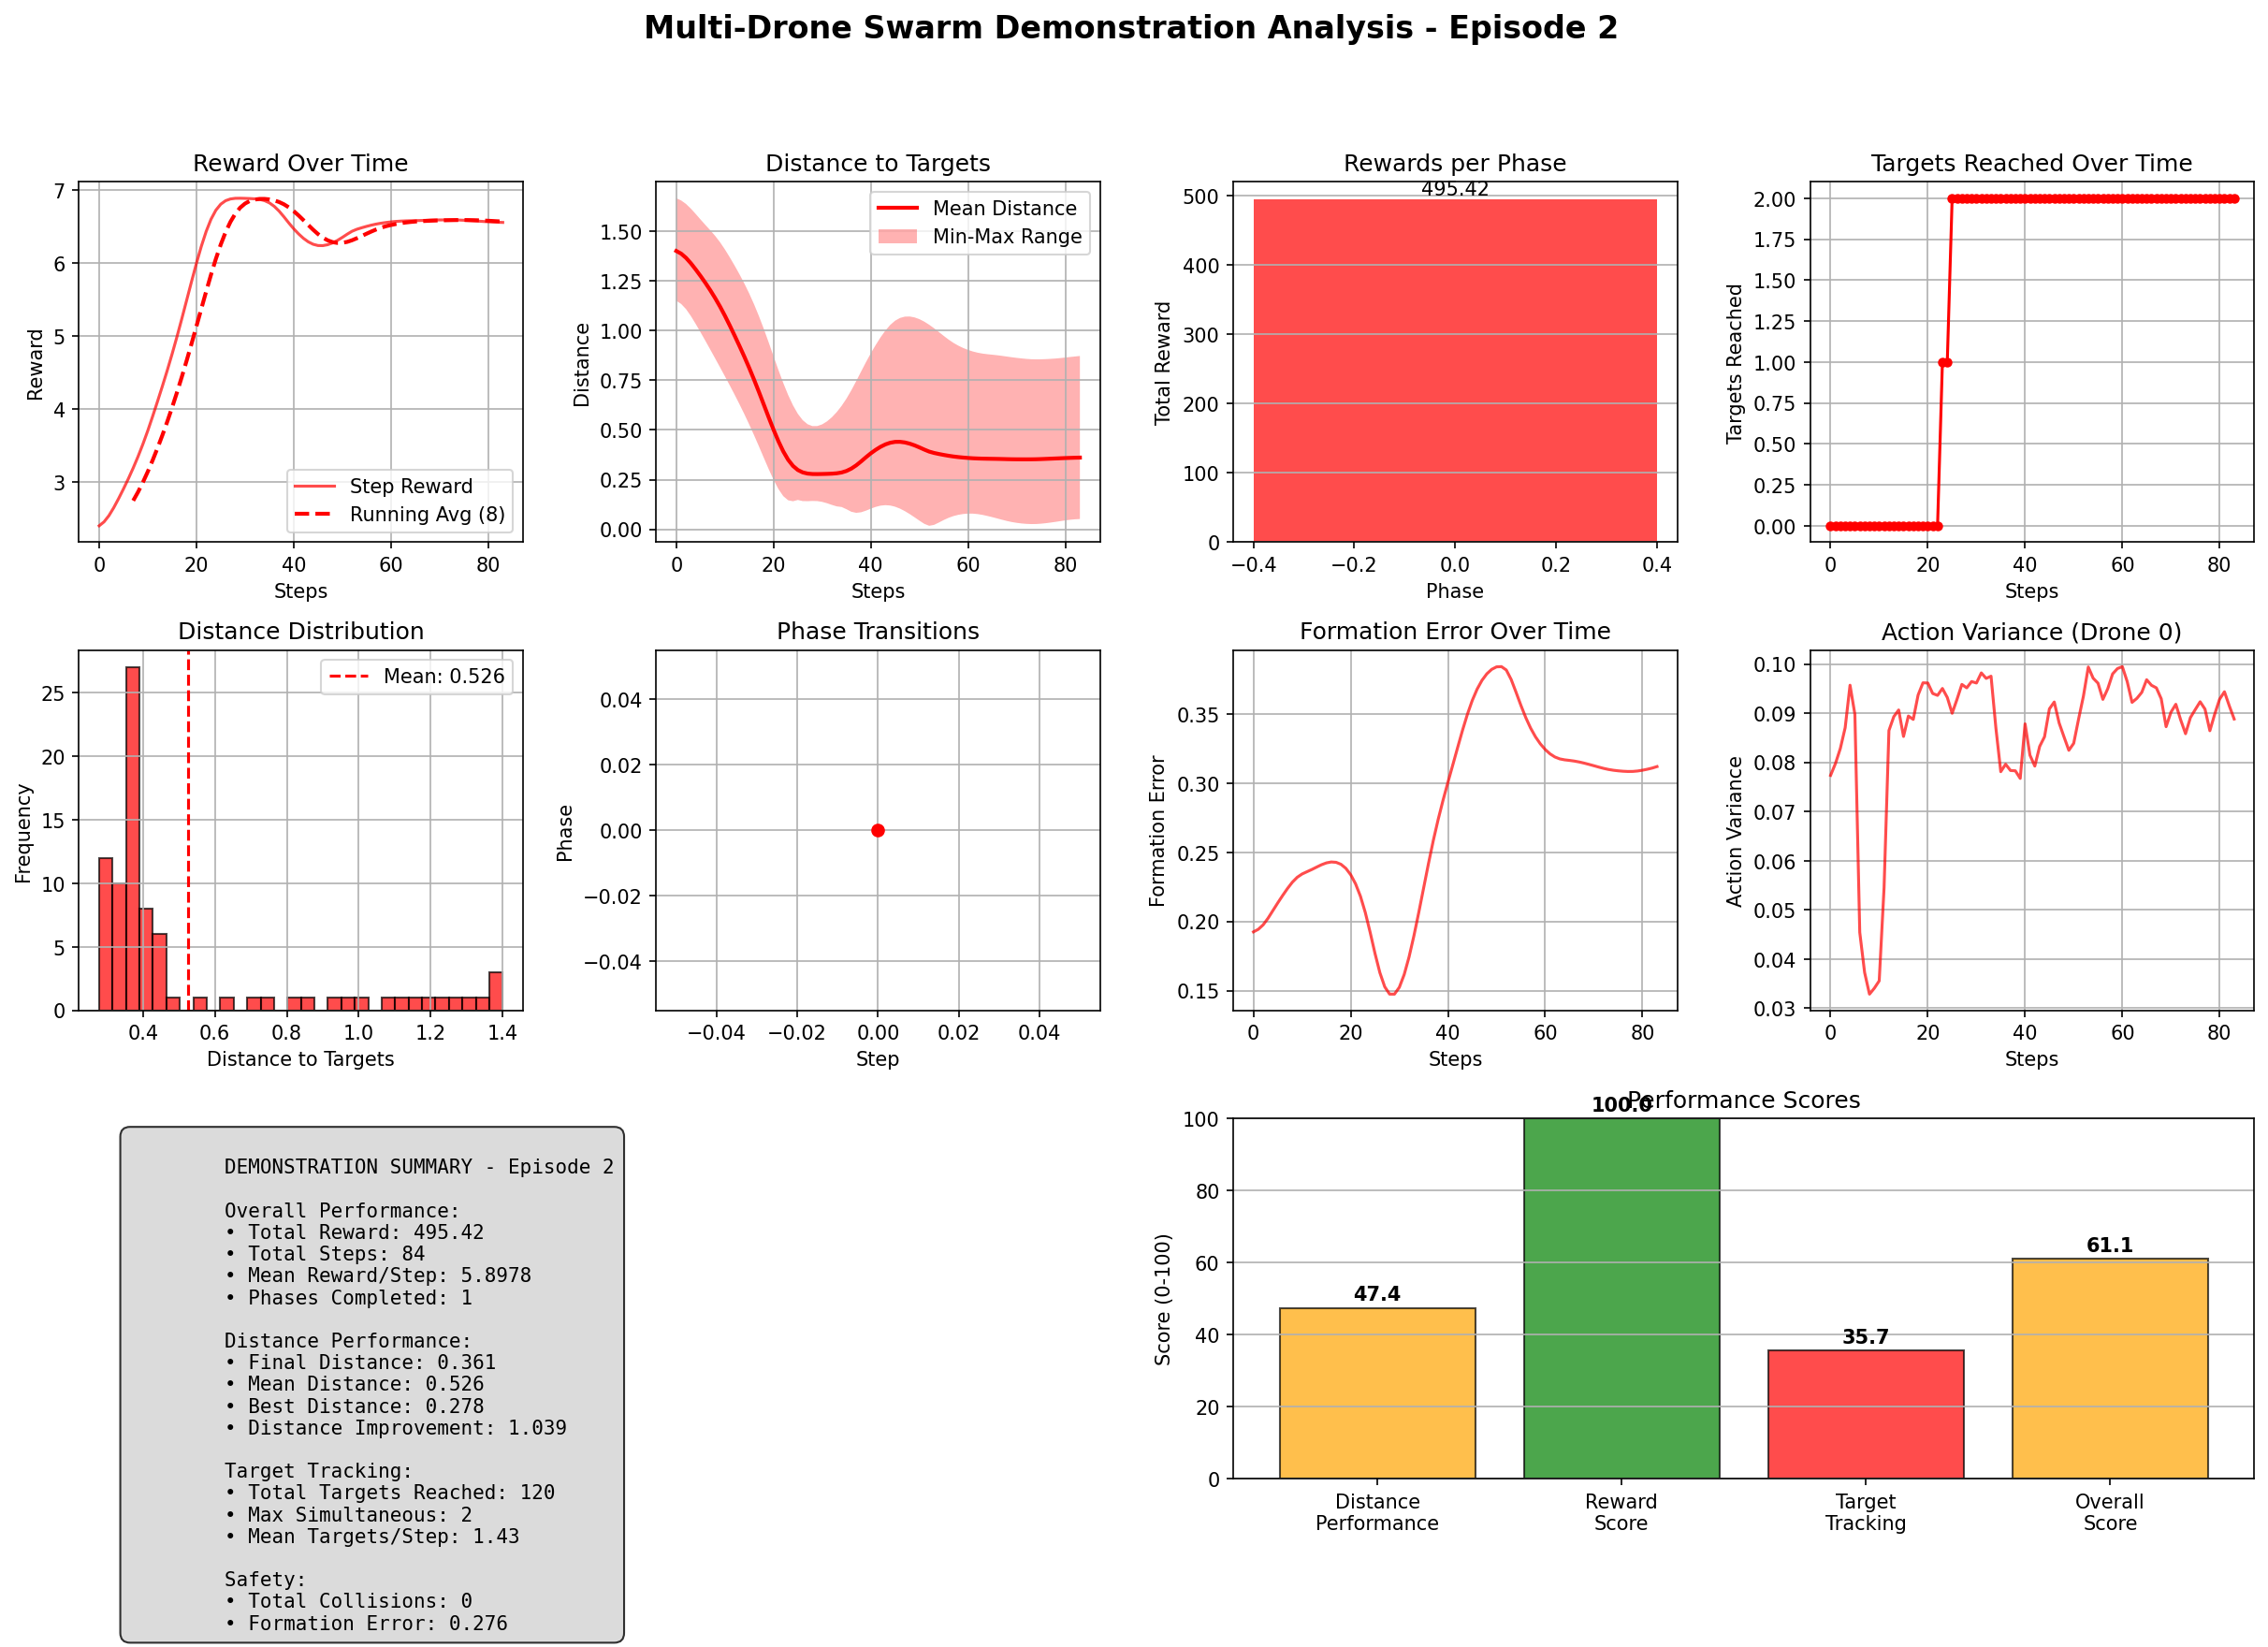 Multi-Drone Swarm Demonstration Analysis - Episode 2
Reward Over Time
7
6
5
4
3
Reward
0 20 40 60 80
Steps
Step Reward
Running Avg (8)
Distance to Targets
1.50
1.25
1.00
0.75
0.50
0.25
0.00
Distance
0 20 40 60 80
Steps
Mean Distance
Min-Max Range
Rewards per Phase
495.42
500
400
300
200
100
0
Total Reward
−0.4 −0.2 0.0 0.2 0.4
Phase
Targets Reached Over Time
2.00
1.75
1.50
1.25
1.00
0.75
0.50
0.25
0.00
Targets Reached
0 20 40 60 80
Steps
Distance Distribution
Mean: 0.526
25
20
15
10
5
0
Frequency
0.4 0.6 0.8 1.0 1.2 1.4
Distance to Targets
Phase Transitions
0.04
0.02
0.00
−0.02
−0.04
Phase
−0.04 −0.02 0.00 0.02 0.04
Step
Formation Error Over Time
0.35
0.30
0.25
0.20
0.15
Formation Error
0 20 40 60 80
Steps
Action Variance (Drone 0)
0.10
0.09
0.08
0.07
0.06
0.05
0.04
0.03
Action Variance
0 20 40 60 80
Steps
DEMONSTRATION SUMMARY - Episode 2
Overall Performance:
• Total Reward: 495.42
• Total Steps: 84
• Mean Reward/Step: 5.8978
• Phases Completed: 1
Distance Performance:
• Final Distance: 0.361
• Mean Distance: 0.526
• Best Distance: 0.278
• Distance Improvement: 1.039
Target Tracking:
• Total Targets Reached: 120
• Max Simultaneous: 2
• Mean Targets/Step: 1.43
Safety:
• Total Collisions: 0
• Formation Error: 0.276
Performance Scores
100
80
60
40
20
0
Score (0-100)
47.4
100.0
35.7
61.1
Distance
Performance
Reward
Score
Target
Tracking
Overall
Score